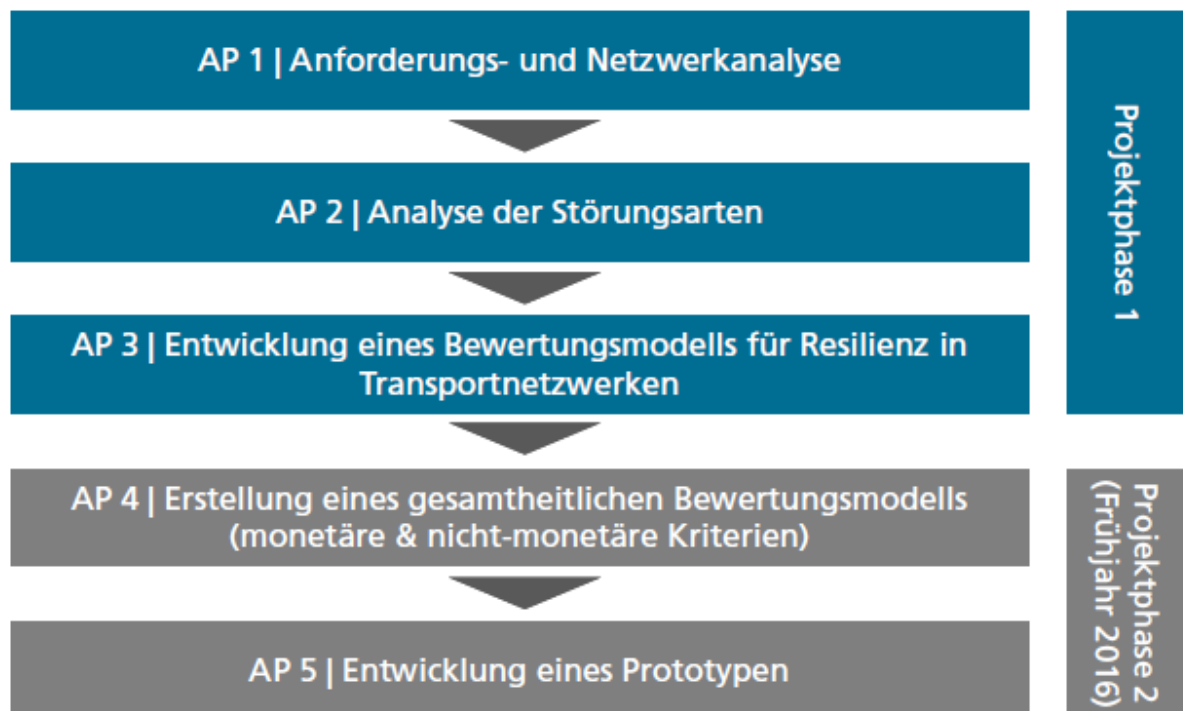 AP 1 | Anforderungs- und Netzwerkanalyse
AP 2 | Analyse der Störungsarten
AP 3 | Entwicklung eines Bewertungsmodells für Resilienz in
Transportnetzwerken
Projektphase 1
AP 4 | Erstellung eines gesamtheitlichen Bewertungsmodells
(monetäre & nicht-monetäre Kriterien)
AP 5 | Entwicklung eines Prototypen
Projektphase 2
(Frühjahr 2016)